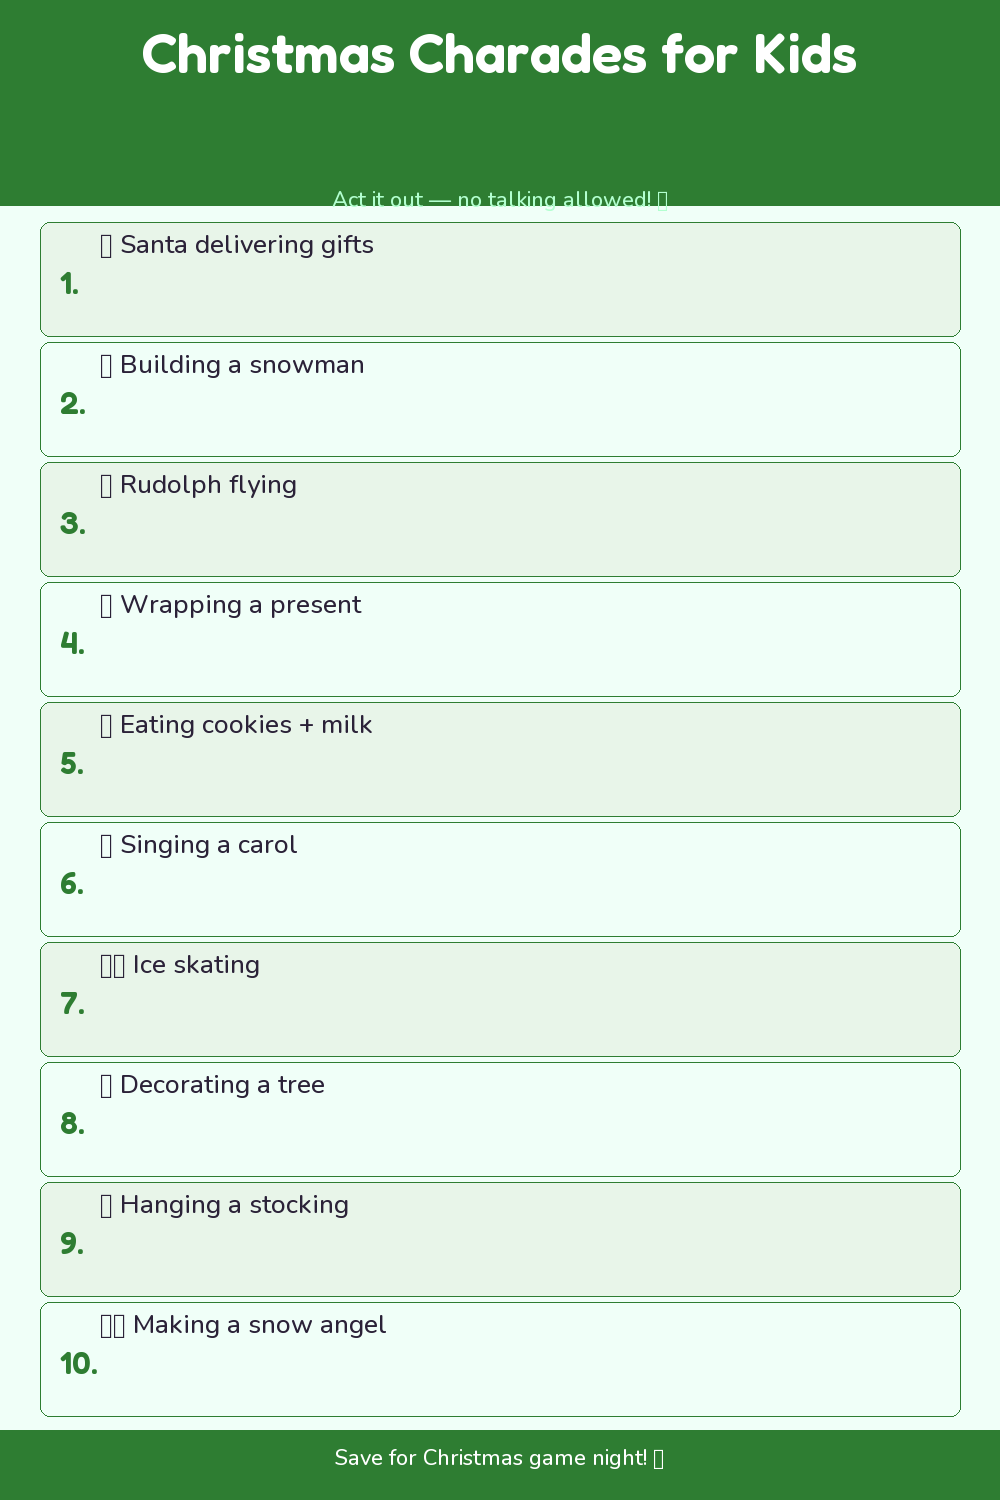 Christmas Charades for Kids
Act it out — no talking allowed!
1. Santa delivering gifts
2. Building a snowman
3. Rudolph flying
4. Wrapping a present
5. Eating cookies + milk
6. Singing a carol
7. Ice skating
8. Decorating a tree
9. Hanging a stocking
10. Making a snow angel
Save for Christmas game night!